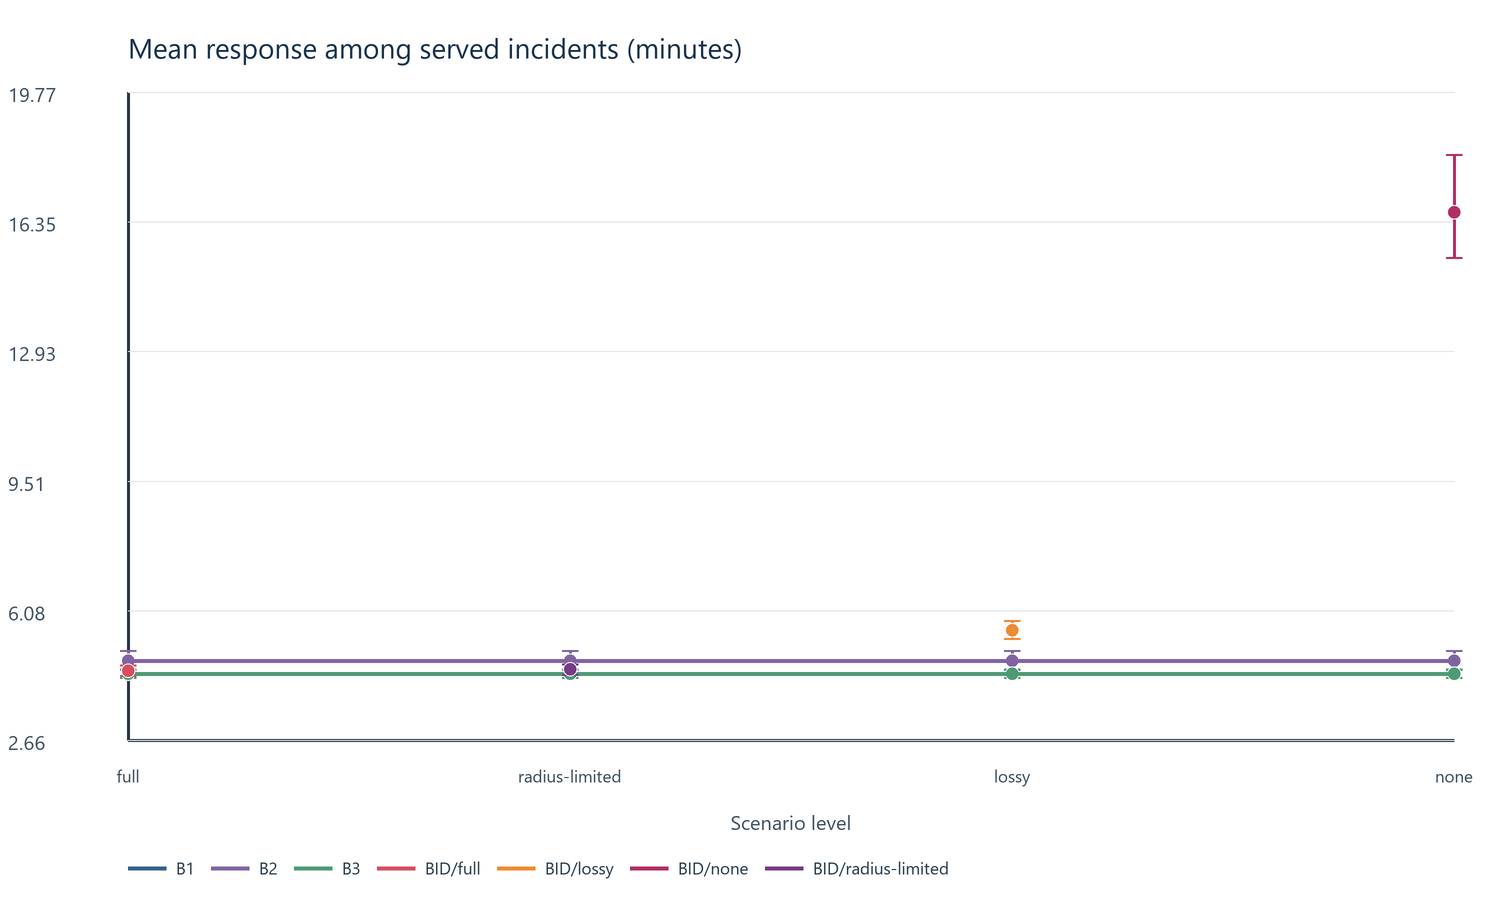 Mean response among served incidents (minutes)
19.77
16.35
12.93
9.51
6.08
2.66
full radius-limited lossy none
Scenario level
B1 B2 B3 BID/full BID/lossy BID/none BID/radius-limited